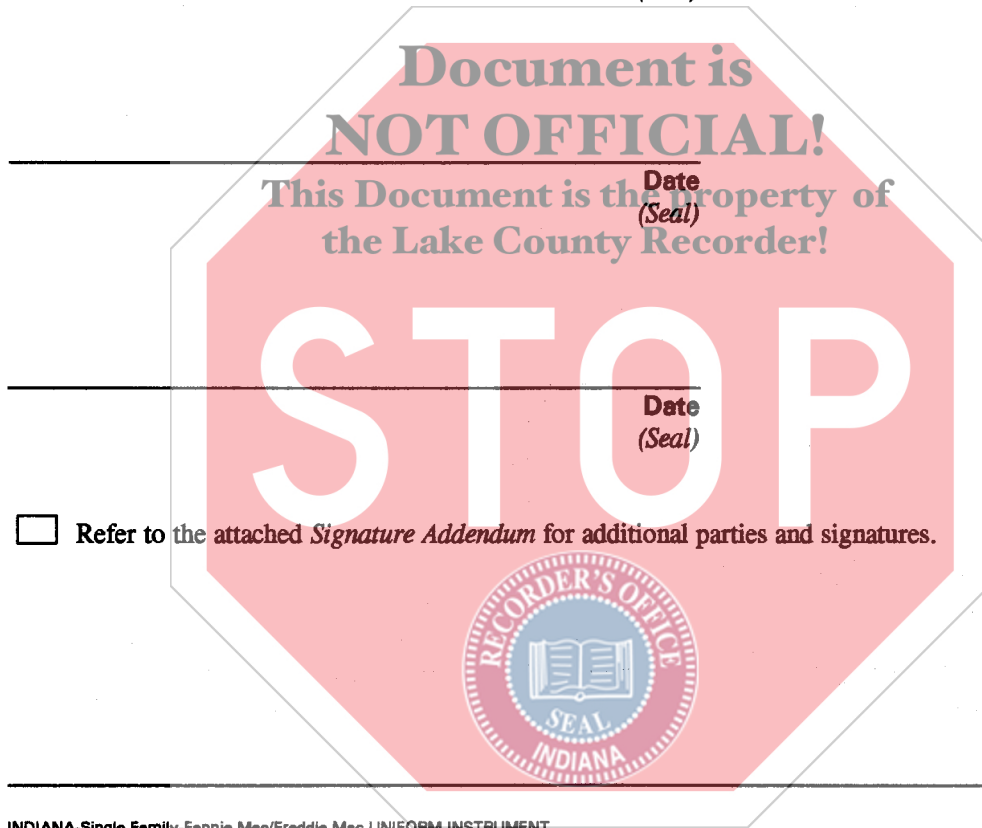 Document is
NOT OFFICIAL!
Date
This Document is the property of
(Seal)
the Lake County Recorder!
STOP
Date
(Seal)
Refer to the attached Signature Addendum for additional parties and signatures.
RECORDER'S OFFICE
SEAL
INDIANA
INDIANA-Single Family-Fannie Mae/Freddie Mac UNIFORM INSTRUMENT